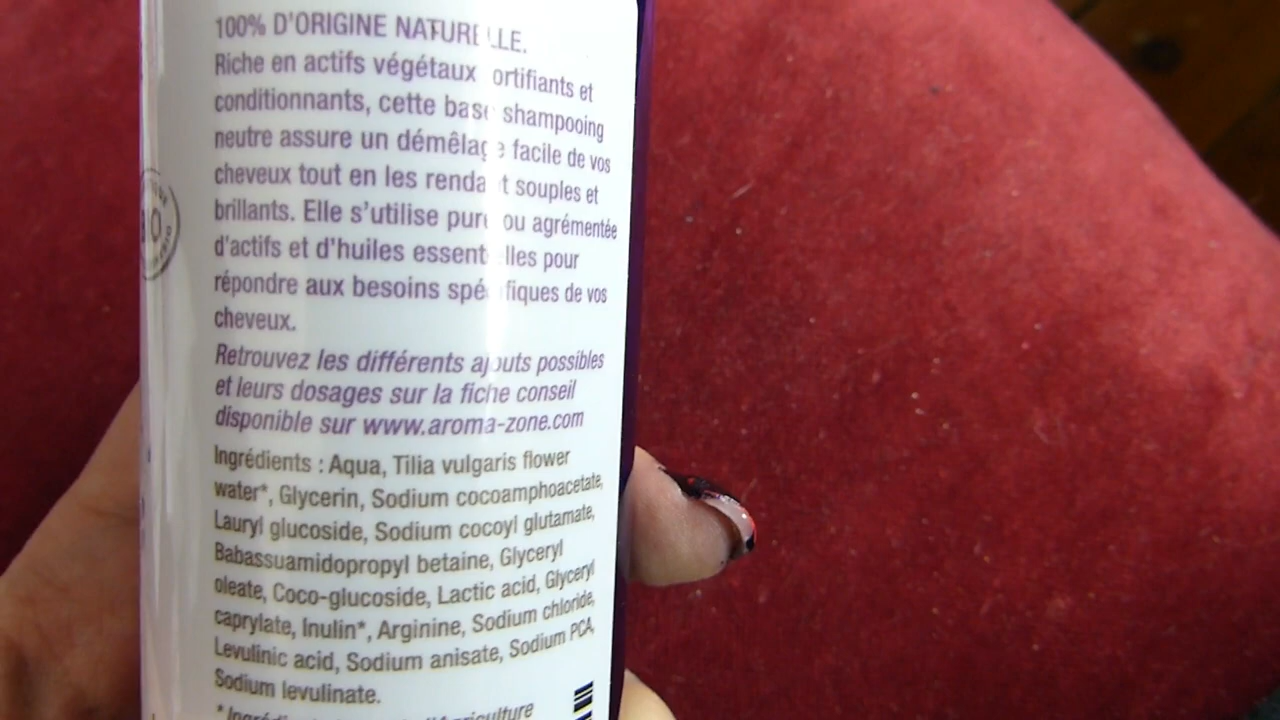 100% D'ORIGINE NATURELLE.
Riche en actifs végétaux fortifiants et
conditionnants, cette base shampooing
neutre assure un démêlage facile de vos
cheveux tout en les rendant souples et
brillants. Elle s'utilise pure ou agrémentée
d'actifs et d'huiles essentielles pour
répondre aux besoins spécifiques de vos
cheveux.
Retrouvez les différents ajouts possibles
et leurs dosages sur la fiche conseil
disponible sur www.aroma-zone.com
Ingrédients : Aqua, Tilia vulgaris flower
water*, Glycerin, Sodium cocoamphoacetate,
Lauryl glucoside, Sodium cocoyl glutamate,
Babassuamidopropyl betaine, Glyceryl
oleate, Coco-glucoside, Lactic acid, Glyceryl
caprylate, Inulin*, Arginine, Sodium chloride,
Levulinic acid, Sodium anisate, Sodium PCA,
Sodium levulinate.